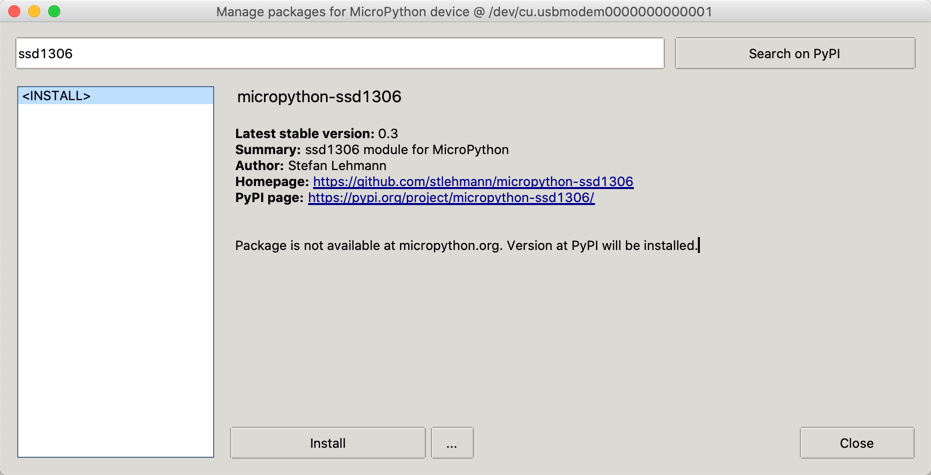 Manage packages for MicroPython device @ /dev/cu.usbmodem0000000000001
ssd1306
Search on PyPI
<INSTALL>
micropython-ssd1306
Latest stable version: 0.3
Summary: ssd1306 module for MicroPython
Author: Stefan Lehmann
Homepage: https://github.com/stlehmann/micropython-ssd1306
PyPI page: https://pypi.org/project/micropython-ssd1306/
Package is not available at micropython.org. Version at PyPI will be installed.
Install
...
Close